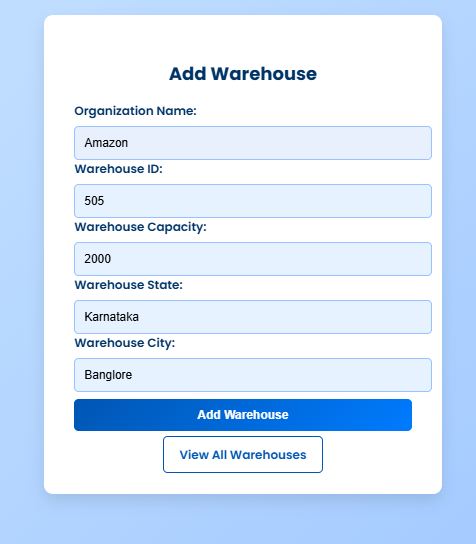 Add Warehouse
Organization Name:
Amazon
Warehouse ID:
505
Warehouse Capacity:
2000
Warehouse State:
Karnataka
Warehouse City:
Banglore
Add Warehouse
View All Warehouses